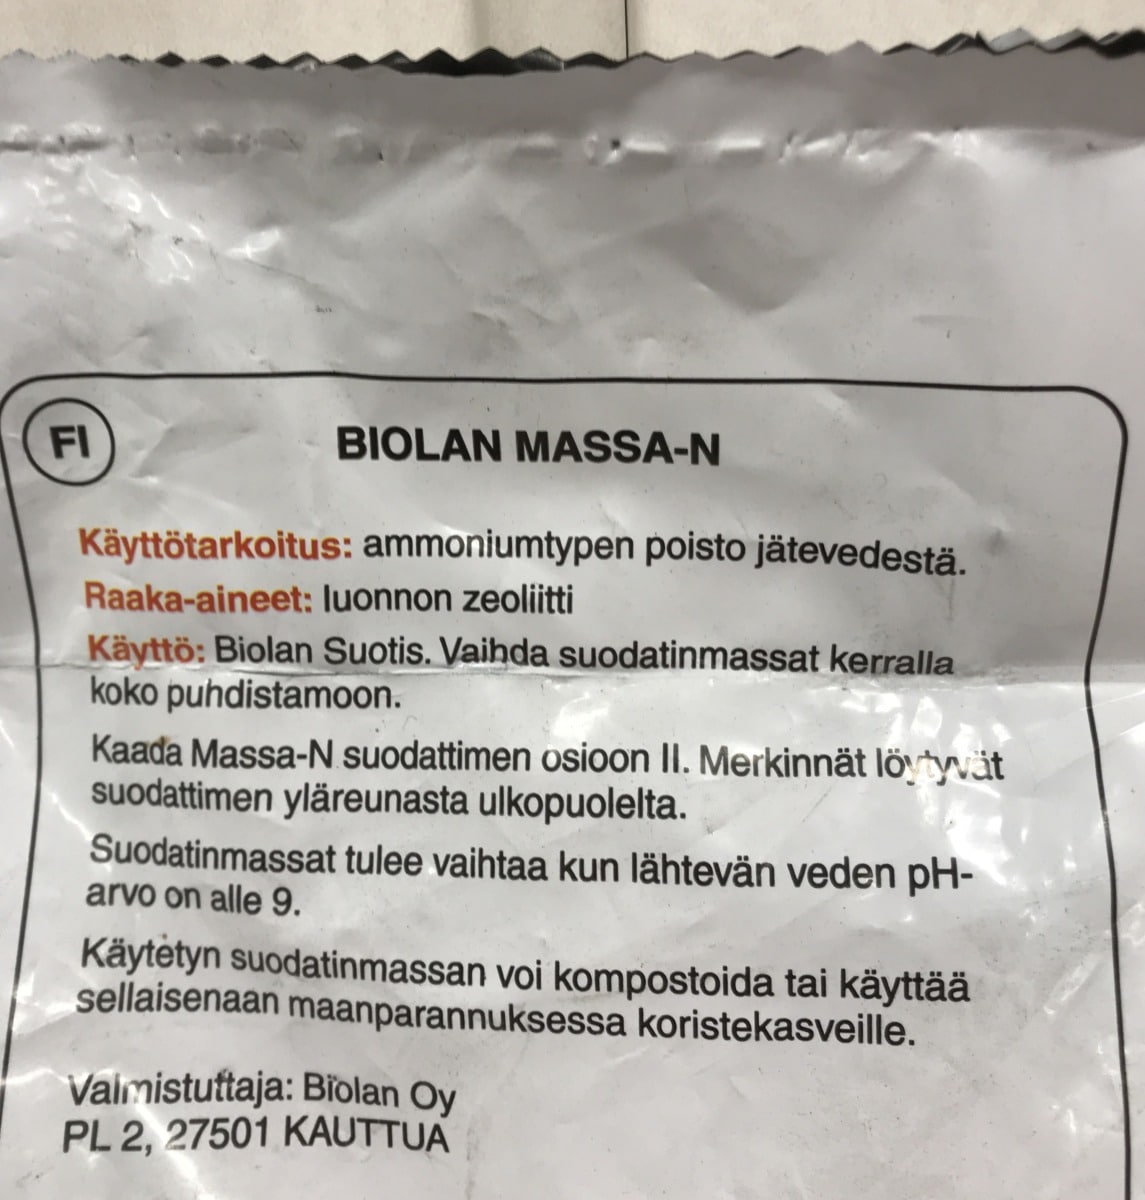 FI
BIOLAN MASSA-N
Käyttötarkoitus: ammoniumtypen poisto jätevedestä.
Raaka-aineet: luonnon zeoliitti
Käyttö: Biolan Suotis. Vaihda suodatinmassat kerralla
koko puhdistamoon.
Kaada Massa-N suodattimen osioon II. Merkinnät löytyvät
suodattimen yläreunasta ulkopuolelta.
Suodatinmassat tulee vaihtaa kun lähtevän veden pH-
arvo on alle 9.
Käytetyn suodatinmassan voi kompostoida tai käyttää
sellaisenaan maanparannuksessa koristekasveille.
Valmistuttaja: Biolan Oy
PL 2, 27501 KAUTTUA